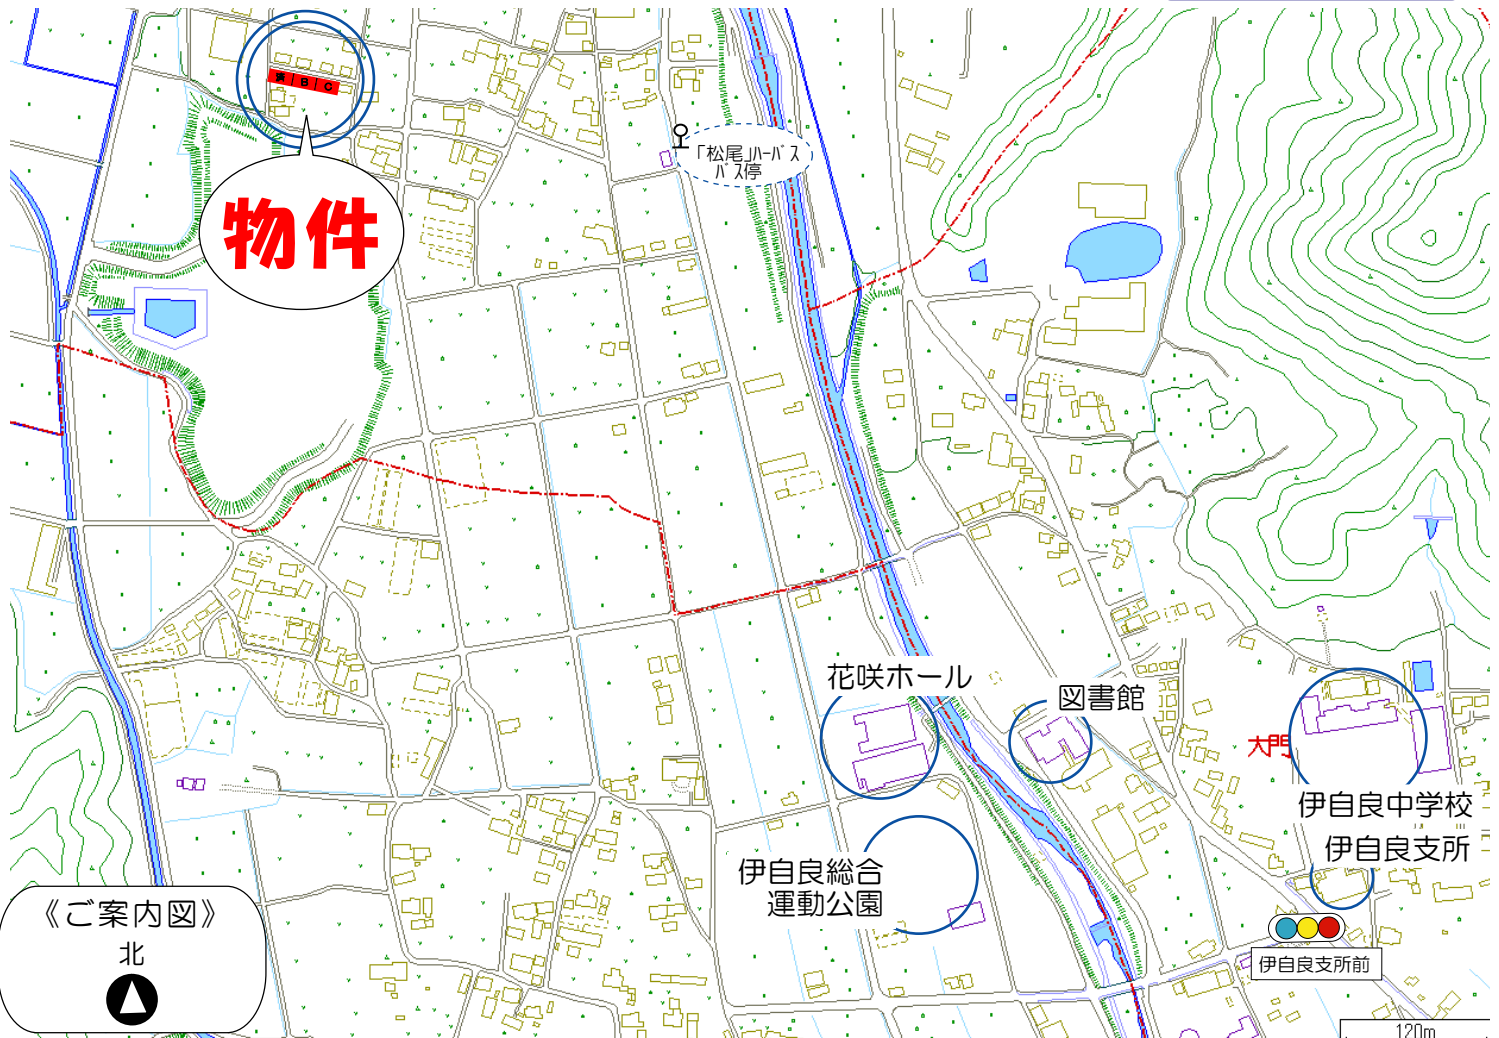 B C
「松尾」ハーバス
バス停
物件
花咲ホール
図書館
大門
伊自良中学校
伊自良支所
伊自良総合
運動公園
《ご案内図》
北
伊自良支所前
120m